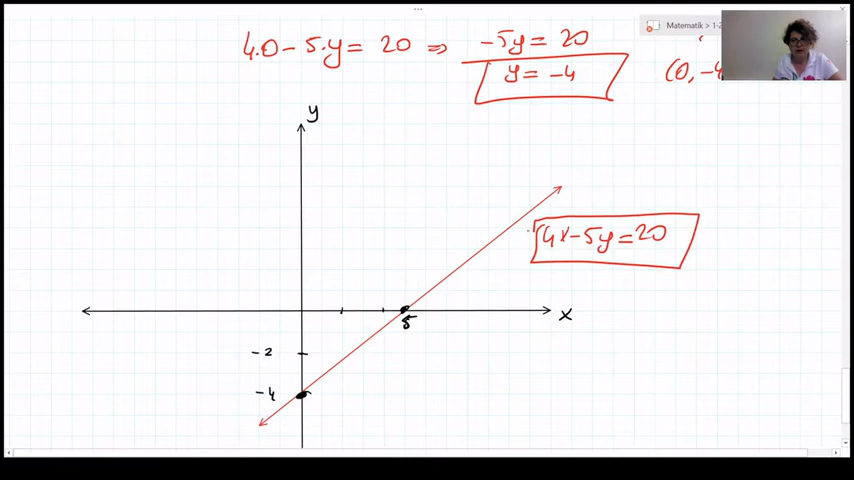 Matematik > 1-2
4.0 - 5.y = 20 ⇒ -5y = 20
y = -4
(0, -4
y
4x - 5y = 20
x
5
-2
-4